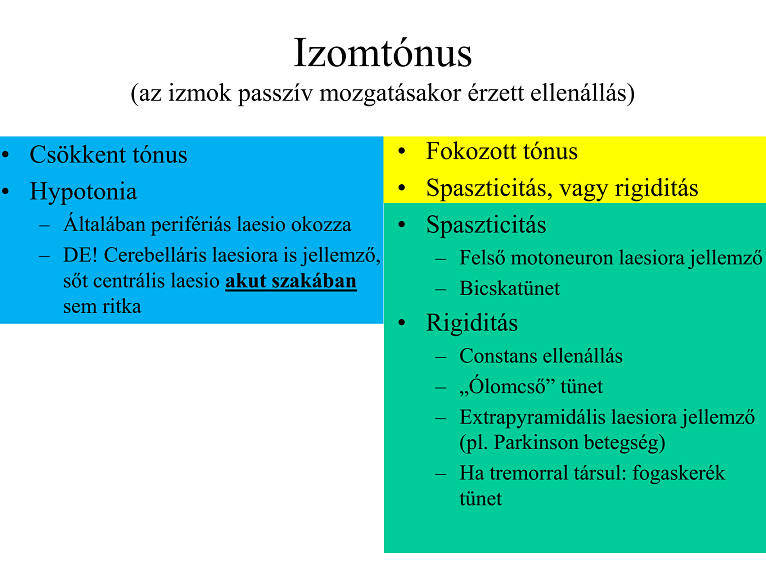 Izomtónus
(az izmok passzív mozgatásakor érzett ellenállás)
• Csökkent tónus
• Hypotonia
– Általában perifériás laesio okozza
– DE! Cerebelláris laesiora is jellemző,
sőt centrális laesio akut szakában
sem ritka
• Fokozott tónus
• Spaszticitás, vagy rigiditás
• Spaszticitás
– Felső motoneuron laesiora jellemző
– Bicskatünet
• Rigiditás
– Constans ellenállás
– „Ólomcső” tünet
– Extrapyramidális laesiora jellemző
(pl. Parkinson betegség)
– Ha tremorral társul: fogaskerék
tünet